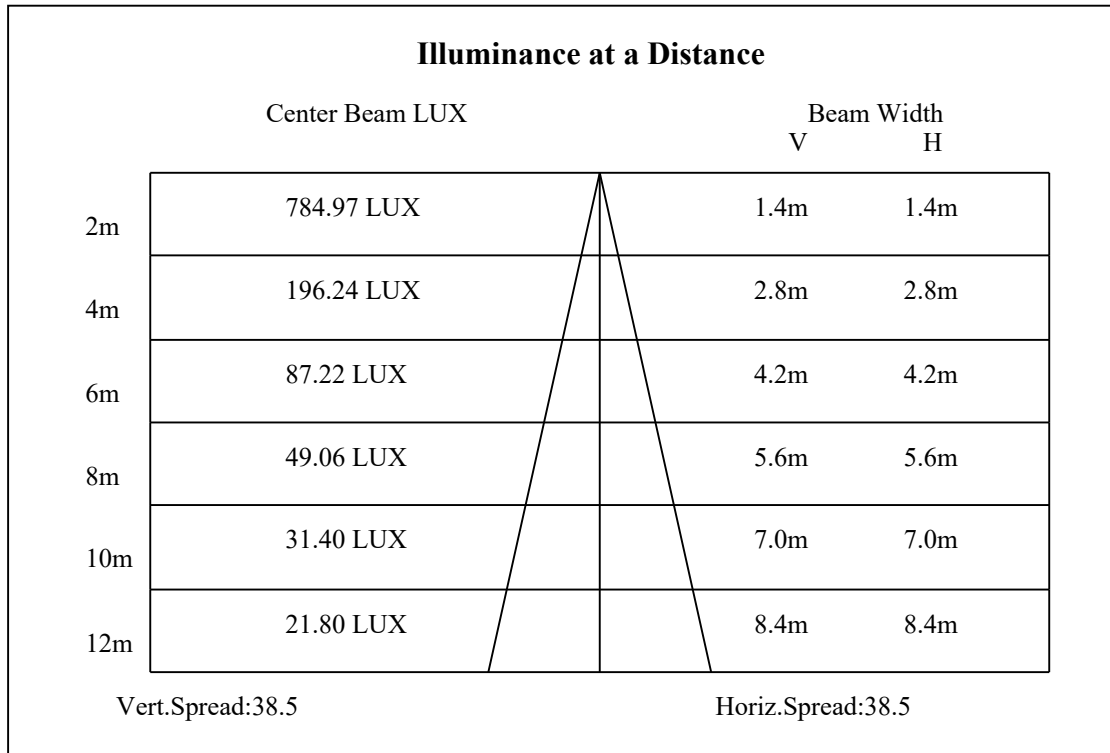 Illuminance at a Distance
Center Beam LUX Beam Width
V H
2m 784.97 LUX 1.4m 1.4m
4m 196.24 LUX 2.8m 2.8m
6m 87.22 LUX 4.2m 4.2m
8m 49.06 LUX 5.6m 5.6m
10m 31.40 LUX 7.0m 7.0m
12m 21.80 LUX 8.4m 8.4m
Vert.Spread:38.5 Horiz.Spread:38.5